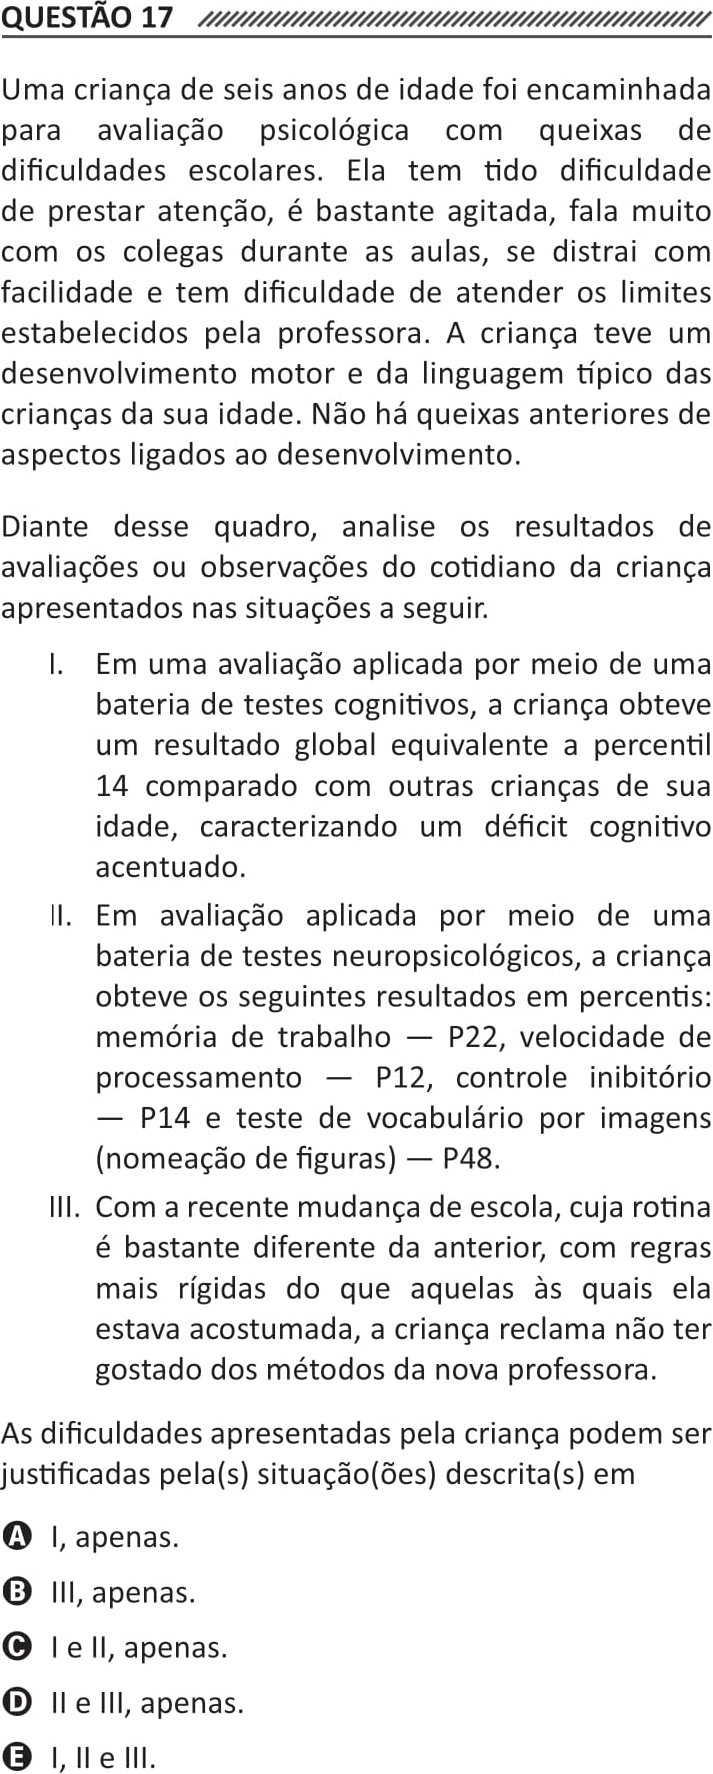 QUESTÃO 17
Uma criança de seis anos de idade foi encaminhada
para avaliação psicológica com queixas de
dificuldades escolares. Ela tem tido dificuldade
de prestar atenção, é bastante agitada, fala muito
com os colegas durante as aulas, se distrai com
facilidade e tem dificuldade de atender os limites
estabelecidos pela professora. A criança teve um
desenvolvimento motor e da linguagem típico das
crianças da sua idade. Não há queixas anteriores de
aspectos ligados ao desenvolvimento.
Diante desse quadro, analise os resultados de
avaliações ou observações do cotidiano da criança
apresentados nas situações a seguir.
I. Em uma avaliação aplicada por meio de uma
bateria de testes cognitivos, a criança obteve
um resultado global equivalente a percentil
14 comparado com outras crianças de sua
idade, caracterizando um déficit cognitivo
acentuado.
II. Em avaliação aplicada por meio de uma
bateria de testes neuropsicológicos, a criança
obteve os seguintes resultados em percentis:
memória de trabalho — P22, velocidade de
processamento — P12, controle inibitório
— P14 e teste de vocabulário por imagens
(nomeação de figuras) — P48.
III. Com a recente mudança de escola, cuja rotina
é bastante diferente da anterior, com regras
mais rígidas do que aquelas às quais ela
estava acostumada, a criança reclama não ter
gostado dos métodos da nova professora.
As dificuldades apresentadas pela criança podem ser
justificadas pela(s) situação(ões) descrita(s) em
A I, apenas.
B III, apenas.
C I e II, apenas.
D II e III, apenas.
E I, II e III.